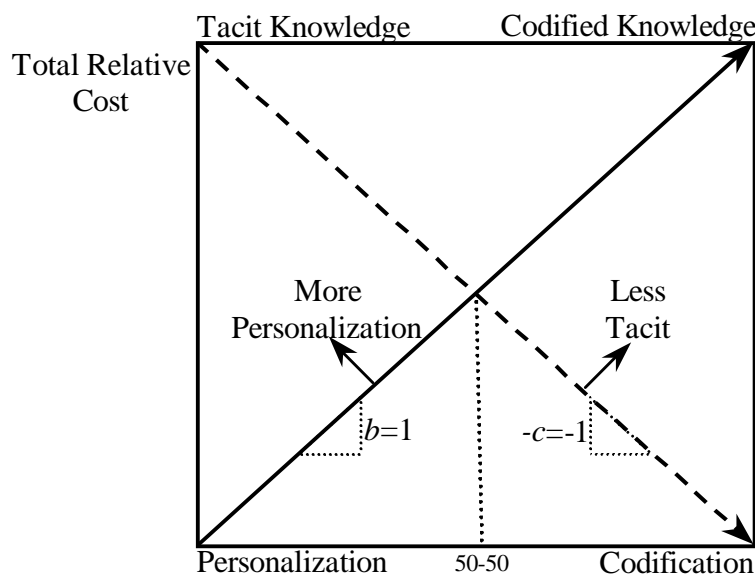 Tacit Knowledge Codified Knowledge
Total Relative
Cost
More
Personalization
Less
Tacit
b=1
-c=-1
Personalization 50-50 Codification